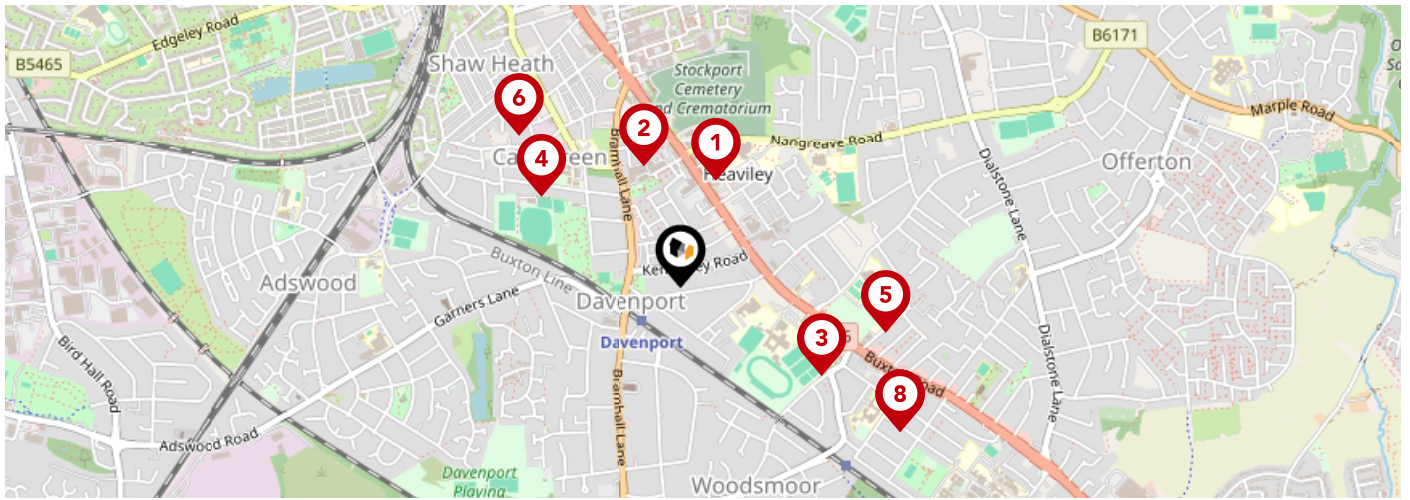 Edgeley Road
B5465
B6171
Shaw Heath
Stockport
Cemetery
and Crematorium
Marple Road
6
2
1
4
Nangreave Road
Offerton
Heaviley
Bramhall Lane
Dialstone Lane
Buxton Line
Road
Adswood
Davenport
Garners Lane
5
Davenport
3
Bird Hall Road
Dialstone Lane
Buxton Road
8
Bramhall Lane
Adswood Road
Davenport
Playing
Woodsmoor